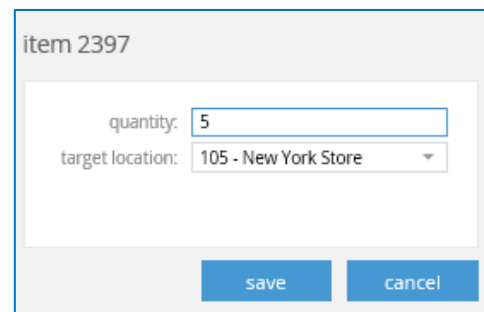 item 2397
quantity: 5
target location: 105 - New York Store
save cancel